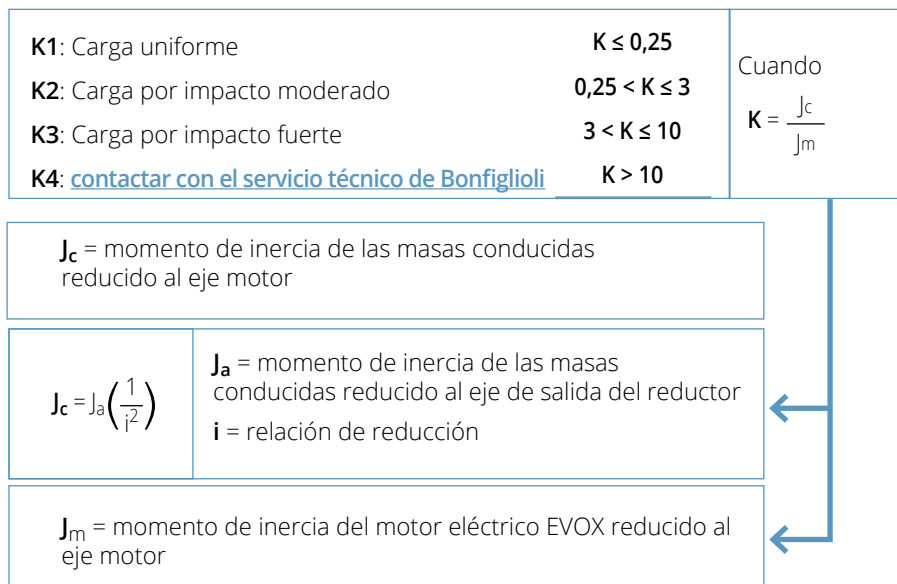 K1: Carga uniforme K ≤ 0,25
K2: Carga por impacto moderado 0,25 < K ≤ 3
K3: Carga por impacto fuerte 3 < K ≤ 10
K4: contactar con el servicio técnico de Bonfiglioli K > 10
Cuando
K = Jc / Jm
Jc = momento de inercia de las masas conducidas
reducido al eje motor
Jc = Ja(1/i²)
Ja = momento de inercia de las masas
conducidas reducido al eje de salida del reductor
i = relación de reducción
Jm = momento de inercia del motor eléctrico EVOX reducido al
eje motor